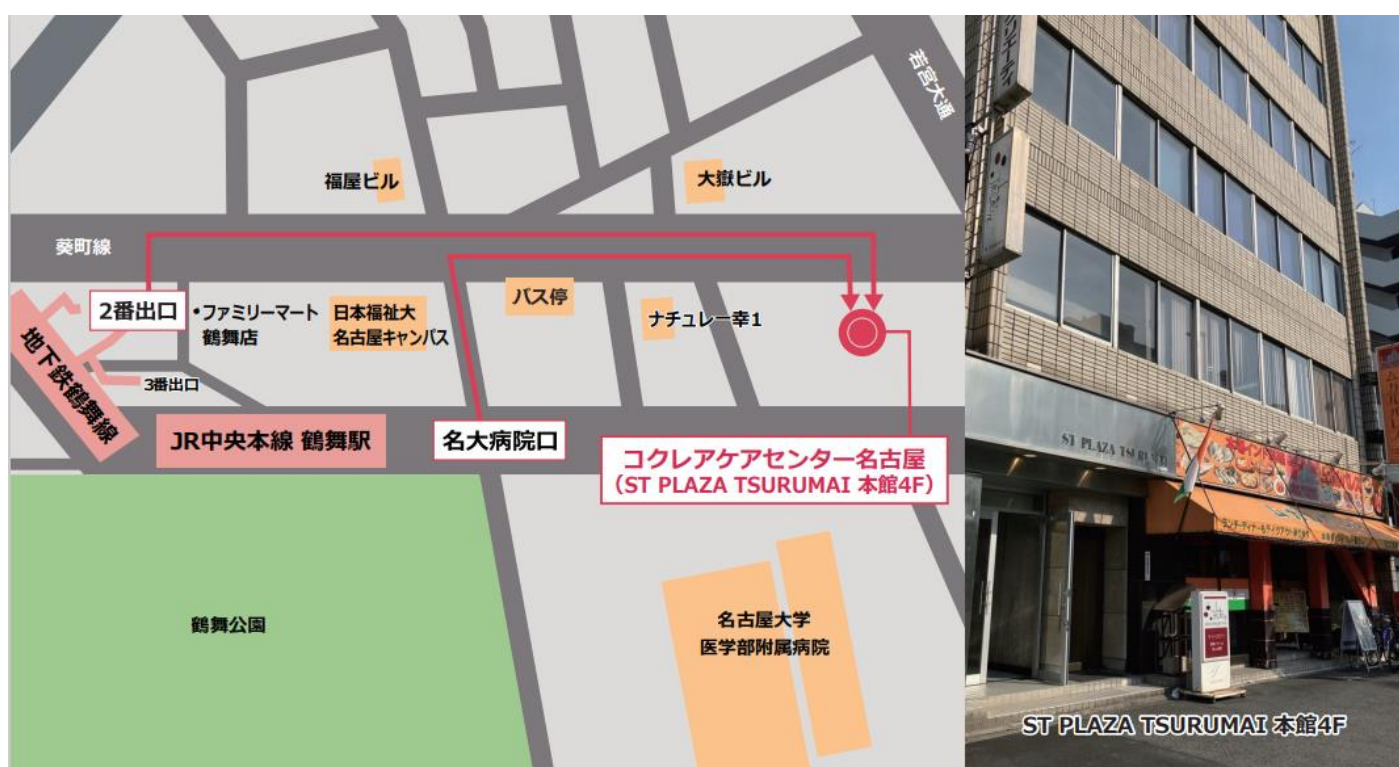 若宮大通
福屋ビル
大嶽ビル
葵町線
2番出口
・ファミリーマート
鶴舞店
日本福祉大
名古屋キャンパス
バス停
ナチュレー幸1
地下鉄鶴舞線
3番出口
JR中央本線 鶴舞駅
名大病院口
コクレアケアセンター名古屋
（ST PLAZA TSURUMAI 本館4F）
鶴舞公園
名古屋大学
医学部附属病院
ST PLAZA TSURUMAI
ST PLAZA TSURUMAI 本館4F